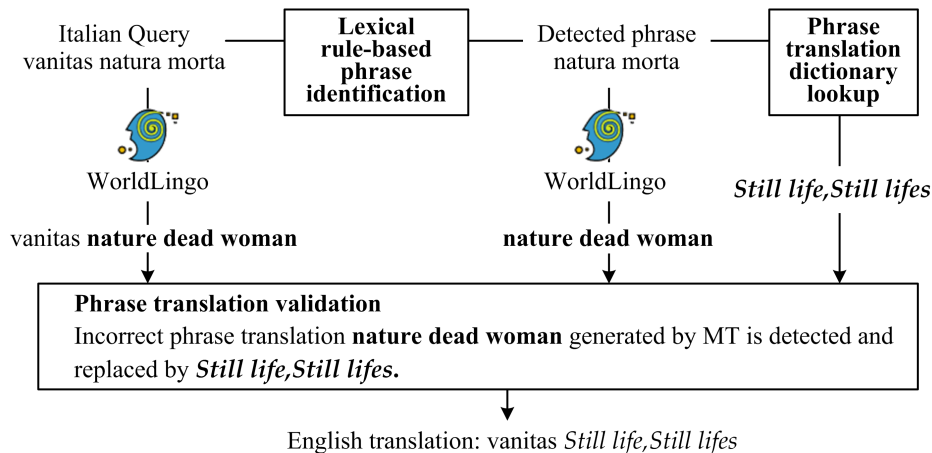 Italian Query
vanitas natura morta
Lexical
rule-based
phrase
identification
Detected phrase
natura morta
Phrase
translation
dictionary
lookup
WorldLingo
WorldLingo
Still life,Still lifes
vanitas nature dead woman
nature dead woman
Phrase translation validation
Incorrect phrase translation nature dead woman generated by MT is detected and
replaced by Still life,Still lifes.
English translation: vanitas Still life,Still lifes